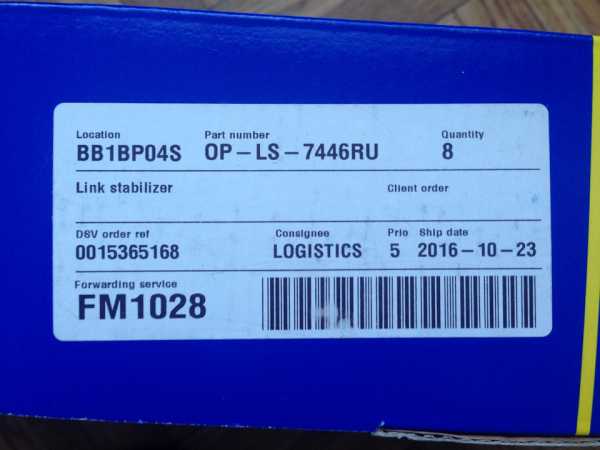 Location Part number Quantity
BB1BP04S OP-LS-7446RU 8
Link stabilizer Client order
DSV order ref Consignee Prio Ship date
0015365168 LOGISTICS 5 2016-10-23
Forwarding service
FM1028